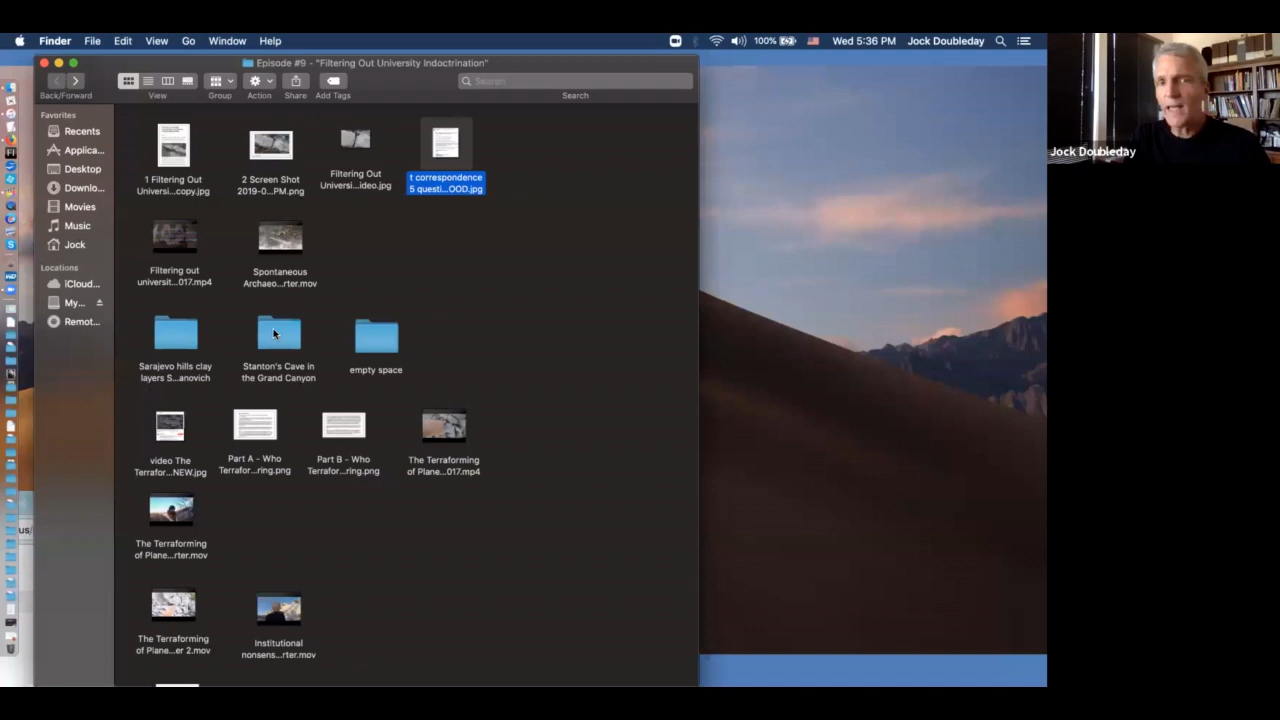 Finder File Edit View Go Window Help
100% Wed 5:36 PM Jock Doubleday
Episode #9 - "Filtering Out University Indoctrination"
Search
Back/Forward View Group Action Share Add Tags Search
Favorites
Recents
Applica...
Desktop
Downlo...
Movies
Music
Jock
Locations
iCloud...
My...
Remot...
1 Filtering Out
Universi...copy.jpg
2 Screen Shot
2019-0...PM.png
Filtering Out
Universi...ideo.jpg
t correspondence
5 questi...OOD.jpg
Filtering out
universit...017.mp4
Spontaneous
Archaeo...rter.mov
Sarajevo hills clay
layers S...anovich
Stanton's Cave in
the Grand Canyon
empty space
video The
Terrafor...NEW.jpg
Part A - Who
Terrafor...ring.png
Part B - Who
Terrafor...ring.png
The Terraforming
of Plane...017.mp4
The Terraforming
of Plane...rter.mov
The Terraforming
of Plane...er 2.mov
Institutional
nonsens...rter.mov
us/
Jock Doubleday